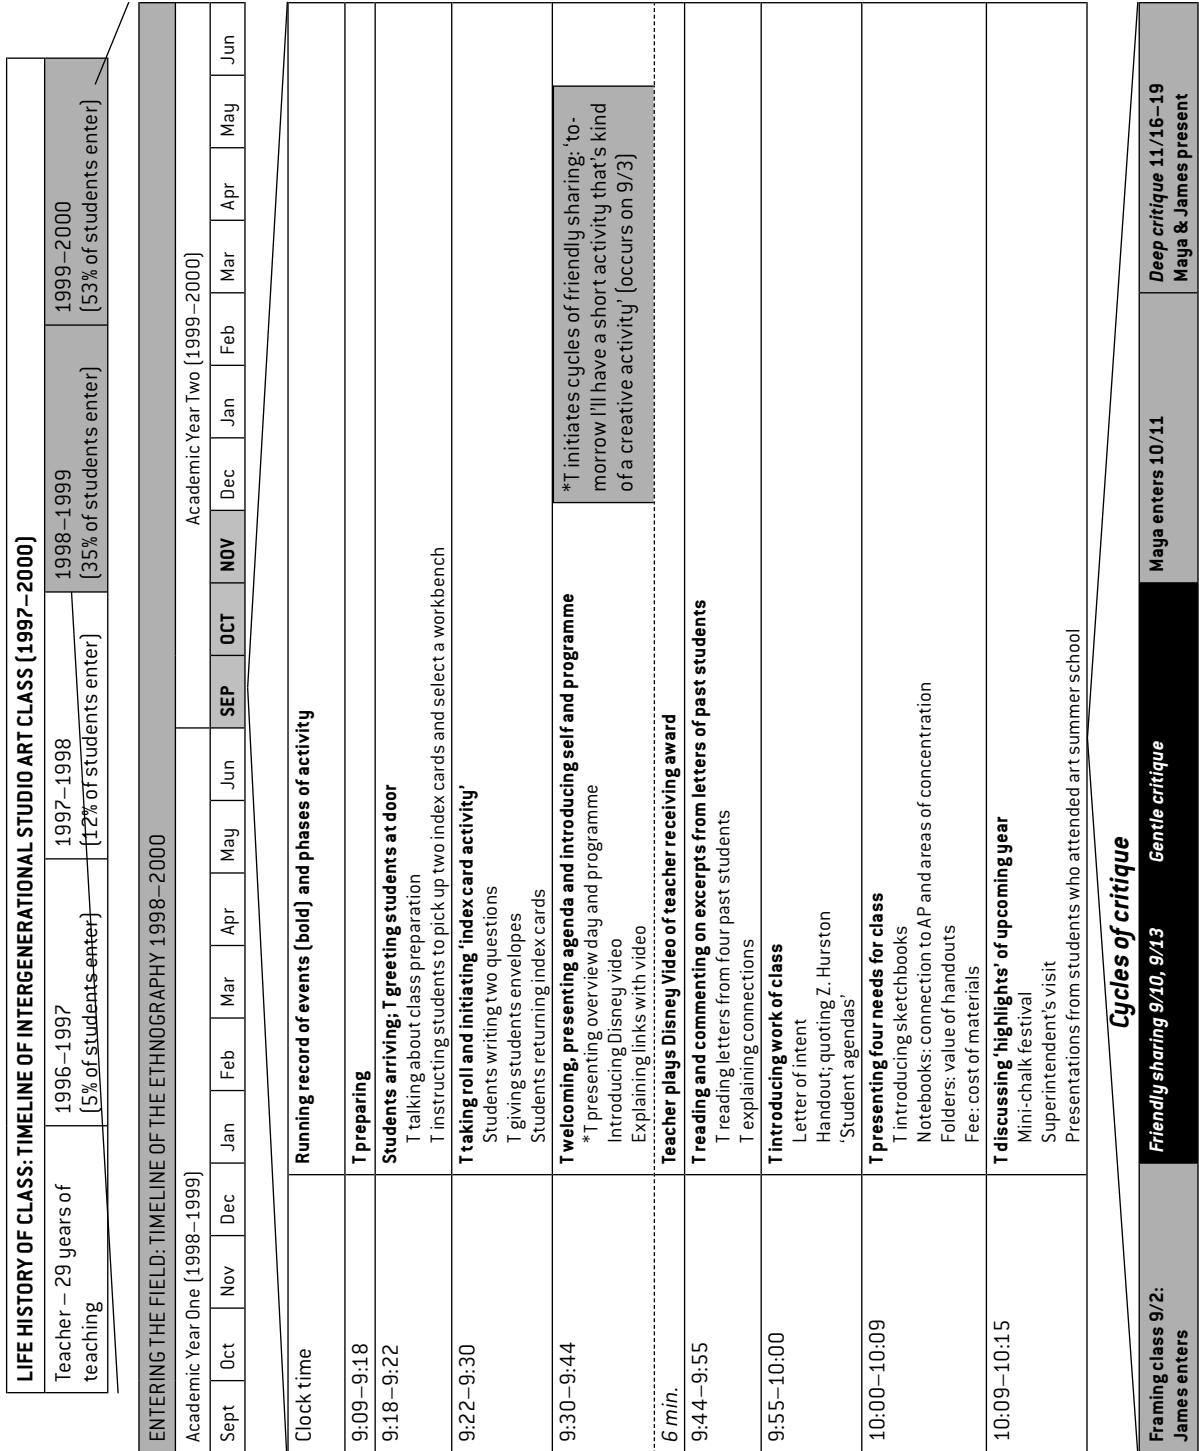 LIFE HISTORY OF CLASS: TIMELINE OF INTERGENERATIONAL STUDIO ART CLASS (1997–2000)
Teacher – 29 years of
teaching
1996–1997
(5% of students enter)
1997–1998
(12% of students enter)
1998–1999
(35% of students enter)
1999–2000
(53% of students enter)
ENTERING THE FIELD: TIMELINE OF THE ETHNOGRAPHY 1998–2000
Academic Year One (1998–1999)
Academic Year Two (1999–2000)
Sept Oct Nov Dec Jan Feb Mar Apr May Jun SEP OCT NOV Dec Jan Feb Mar Apr May Jun
Clock time
Running record of events (bold) and phases of activity
9:09–9:18
T preparing
9:18–9:22
Students arriving; T greeting students at door
T talking about class preparation
T instructing students to pick up two index cards and select a workbench
9:22–9:30
T taking roll and initiating ‘index card activity’
Students writing two questions
T giving students envelopes
Students returning index cards
9:30–9:44
T welcoming, presenting agenda and introducing self and programme
*T presenting overview day and programme
Introducing Disney video
Explaining links with video
*T initiates cycles of friendly sharing: ‘to-
morrow I’ll have a short activity that’s kind
of a creative activity’ (occurs on 9/3)
6 min.
Teacher plays Disney Video of teacher receiving award
9:44–9:55
T reading and commenting on excerpts from letters of past students
T reading letters from four past students
T explaining connections
9:55–10:00
T introducing work of class
Letter of intent
Handout; quoting Z. Hurston
‘Student agendas’
10:00–10:09
T presenting four needs for class
T introducing sketchbooks
Notebooks: connection to AP and areas of concentration
Folders: value of handouts
Fee: cost of materials
10:09–10:15
T discussing ‘highlights’ of upcoming year
Mini-chalk festival
Superintendent’s visit
Presentations from students who attended art summer school
Cycles of critique
Framing class 9/2:
James enters
Friendly sharing 9/10, 9/13
Gentle critique
Maya enters 10/11
Deep critique 11/16–19
Maya & James present